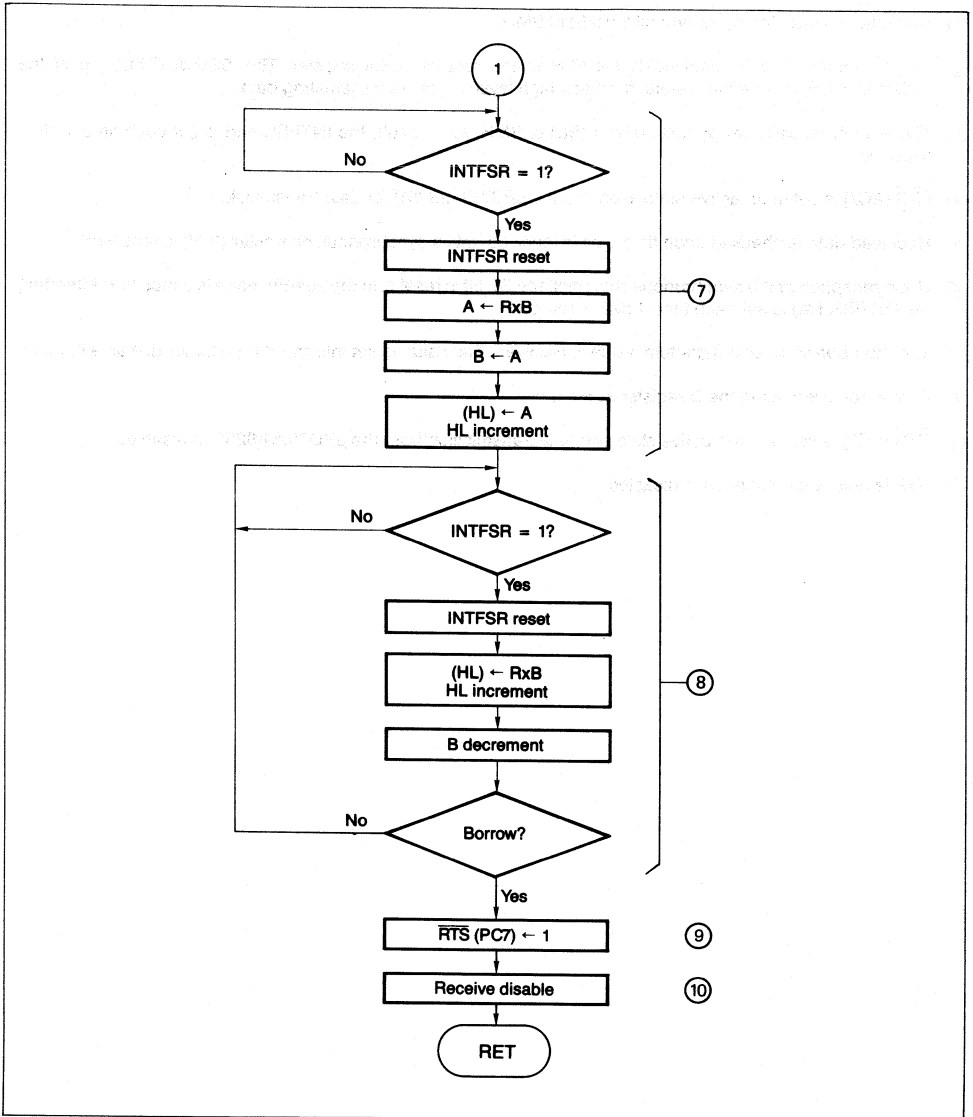 1
No
INTFSR = 1?
Yes
INTFSR reset
A ← RxB
7
B ← A
(HL) ← A
HL increment
No
INTFSR = 1?
Yes
INTFSR reset
(HL) ← RxB
HL increment
8
B decrement
No
Borrow?
Yes
R̅T̅S̅ (PC7) ← 1
9
Receive disable
10
RET